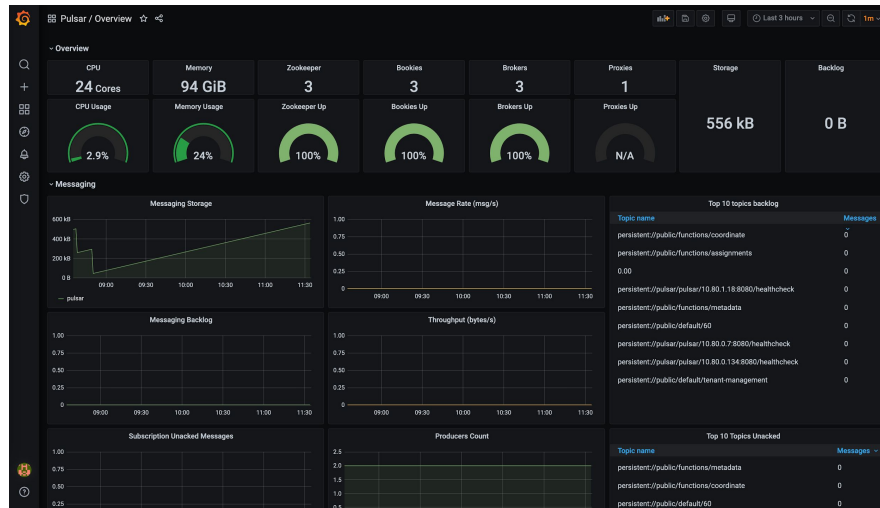 Pulsar / Overview
Last 3 hours
1m
Overview
CPU
Memory
Zookeeper
Bookies
Brokers
Proxies
Storage
Backlog
24 Cores
94 GiB
3
3
3
1
CPU Usage
Memory Usage
Zookeeper Up
Bookies Up
Brokers Up
Proxies Up
556 kB
0 B
2.9%
24%
100%
100%
100%
N/A
Messaging
Messaging Storage
600 kB
400 kB
200 kB
0 B
09:00 09:30 10:00 10:30 11:00 11:30
pulsar
Message Rate (msg/s)
1.00
0.75
0.50
0.25
0
09:00 09:30 10:00 10:30 11:00 11:30
Top 10 topics backlog
Topic name Messages
persistent://public/functions/coordinate 0
persistent://public/functions/assignments 0
0.00 0
persistent://pulsar/pulsar/10.80.1.18:8080/healthcheck 0
persistent://public/functions/metadata 0
persistent://public/default/60 0
persistent://pulsar/pulsar/10.80.0.7:8080/healthcheck 0
persistent://pulsar/pulsar/10.80.0.134:8080/healthcheck 0
persistent://public/default/tenant-management 0
Messaging Backlog
1.00
0.75
0.50
0.25
0
09:00 09:30 10:00 10:30 11:00 11:30
Throughput (bytes/s)
1.00
0.75
0.50
0.25
0
09:00 09:30 10:00 10:30 11:00 11:30
Subscription Unacked Messages
1.00
0.75
0.50
0.25
Producers Count
2.5
2.0
1.5
1.0
0.5
Top 10 Topics Unacked
Topic name Messages
persistent://public/functions/metadata 0
persistent://public/functions/coordinate 0
persistent://public/default/60 0